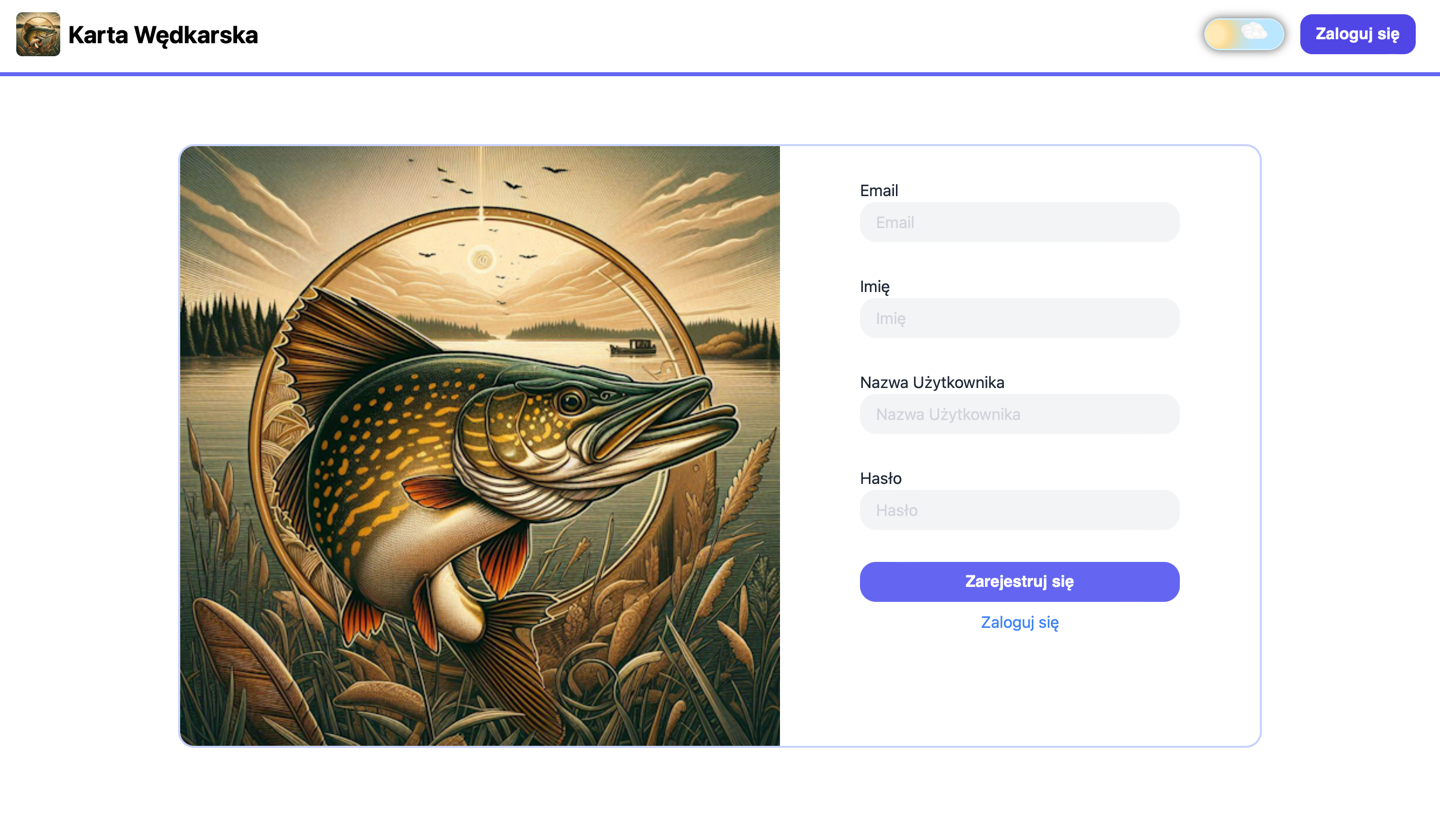 Karta Wędkarska
Zaloguj się
Email
Email
Imię
Imię
Nazwa Użytkownika
Nazwa Użytkownika
Hasło
Hasło
Zarejestruj się
Zaloguj się